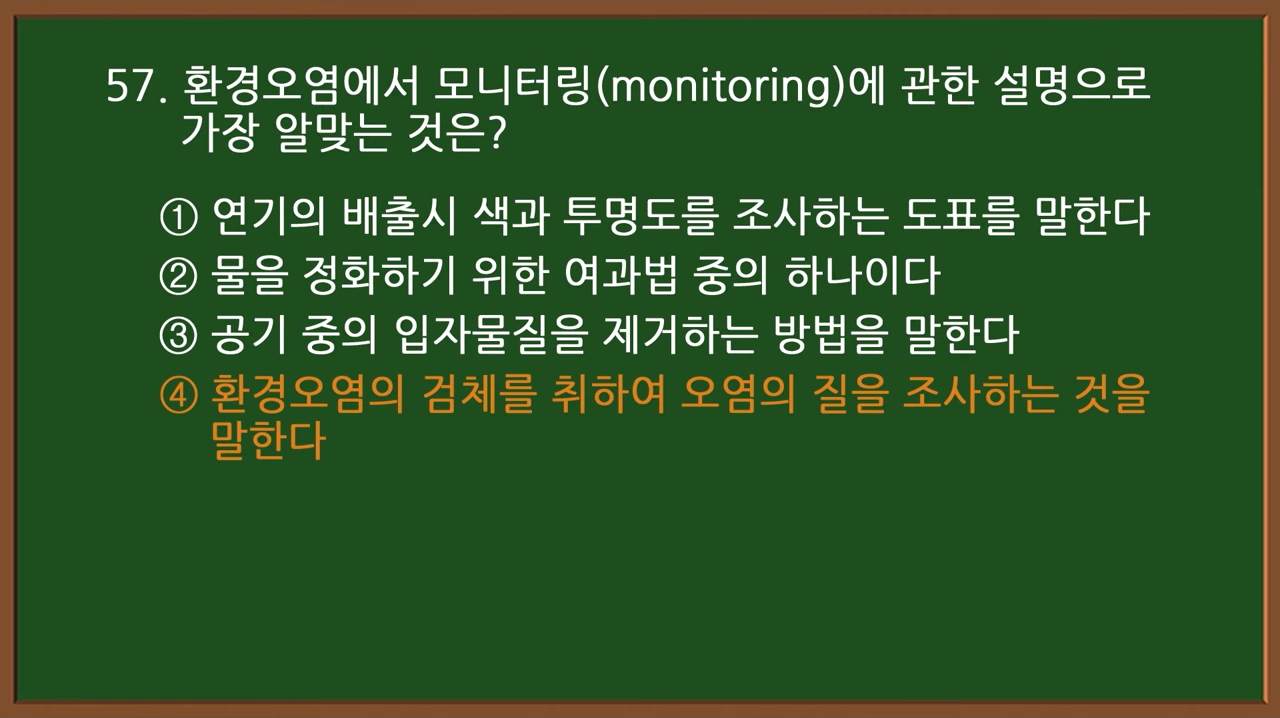 57. 환경오염에서 모니터링(monitoring)에 관한 설명으로
가장 알맞는 것은?
① 연기의 배출시 색과 투명도를 조사하는 도표를 말한다
② 물을 정화하기 위한 여과법 중의 하나이다
③ 공기 중의 입자물질을 제거하는 방법을 말한다
④ 환경오염의 검체를 취하여 오염의 질을 조사하는 것을
말한다